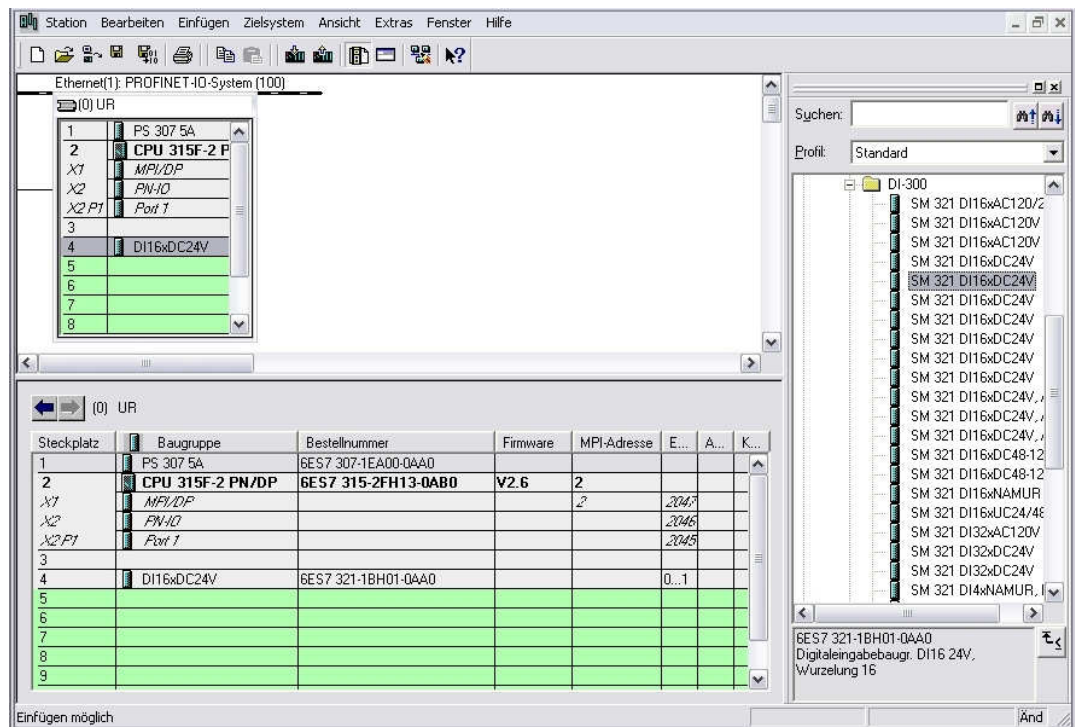 Station Bearbeiten Einfügen Zielsystem Ansicht Extras Fenster Hilfe
Ethernet(1): PROFINET-IO-System (100)
(0) UR
1 PS 307 5A
2 CPU 315F-2 P
X1 MPI/DP
X2 PN-IO
X2 P1 Port 1
3
4 DI16xDC24V
5
6
7
8
(0) UR
Steckplatz Baugruppe Bestellnummer Firmware MPI-Adresse E... A... K...
1 PS 307 5A 6ES7 307-1EA00-0AA0
2 CPU 315F-2 PN/DP 6ES7 315-2FH13-0AB0 V2.6 2
X1 MPI/DP 2 2047
X2 PN-IO 2046
X2 P1 Port 1 2045
3
4 DI16xDC24V 6ES7 321-1BH01-0AA0 0...1
5
6
7
8
9
Suchen:
Profil: Standard
DI-300
SM 321 DI16xAC120/2
SM 321 DI16xAC120V
SM 321 DI16xAC120V
SM 321 DI16xDC24V
SM 321 DI16xDC24V
SM 321 DI16xDC24V
SM 321 DI16xDC24V
SM 321 DI16xDC24V
SM 321 DI16xDC24V
SM 321 DI16xDC24V
SM 321 DI16xDC24V, 
SM 321 DI16xDC24V, 
SM 321 DI16xDC24V, 
SM 321 DI16xDC48-12
SM 321 DI16xDC48-12
SM 321 DI16xNAMUR
SM 321 DI16xUC24/48
SM 321 DI32xAC120V
SM 321 DI32xDC24V
SM 321 DI32xDC24V
SM 321 DI4xNAMUR,
6ES7 321-1BH01-0AA0
Digitaleingabebaugr. DI16 24V,
Wurzelung 16
Einfügen möglich
Änd